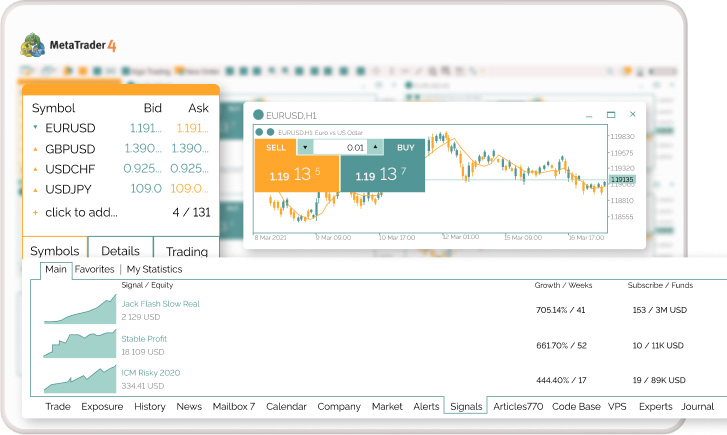 MetaTrader 4
Algo Trading
New Order
Symbol Bid Ask
EURUSD 1.191... 1.191...
GBPUSD 1.390... 1.390...
USDCHF 0.925... 0.925...
USDJPY 109.0 109.0...
+ click to add... 4 / 131
Symbols Details Trading
EURUSD,H1
EURUSD,H1: Euro vs US Dollar
SELL 0.01 BUY
1.19 13 5 1.19 13 7
1.19830
1.19575
1.19320
1.19135
1.19065
1.18810
1.18555
8 Mar 2021 9 Mar 09:00 10 Mar 17:00 12 Mar 01:00 15 Mar 09:00 16 Mar 17:00
Main Favorites | My Statistics
Signal / Equity Growth / Weeks Subscribe / Funds
Jack Flash Slow Real
2 129 USD
705.14% / 41 153 / 3M USD
Stable Profit
18 109 USD
661.70% / 52 10 / 11K USD
ICM Risky 2020
334.41 USD
444.40% / 17 19 / 89K USD
Trade Exposure History News Mailbox 7 Calendar Company Market Alerts Signals Articles770 Code Base VPS Experts Journal